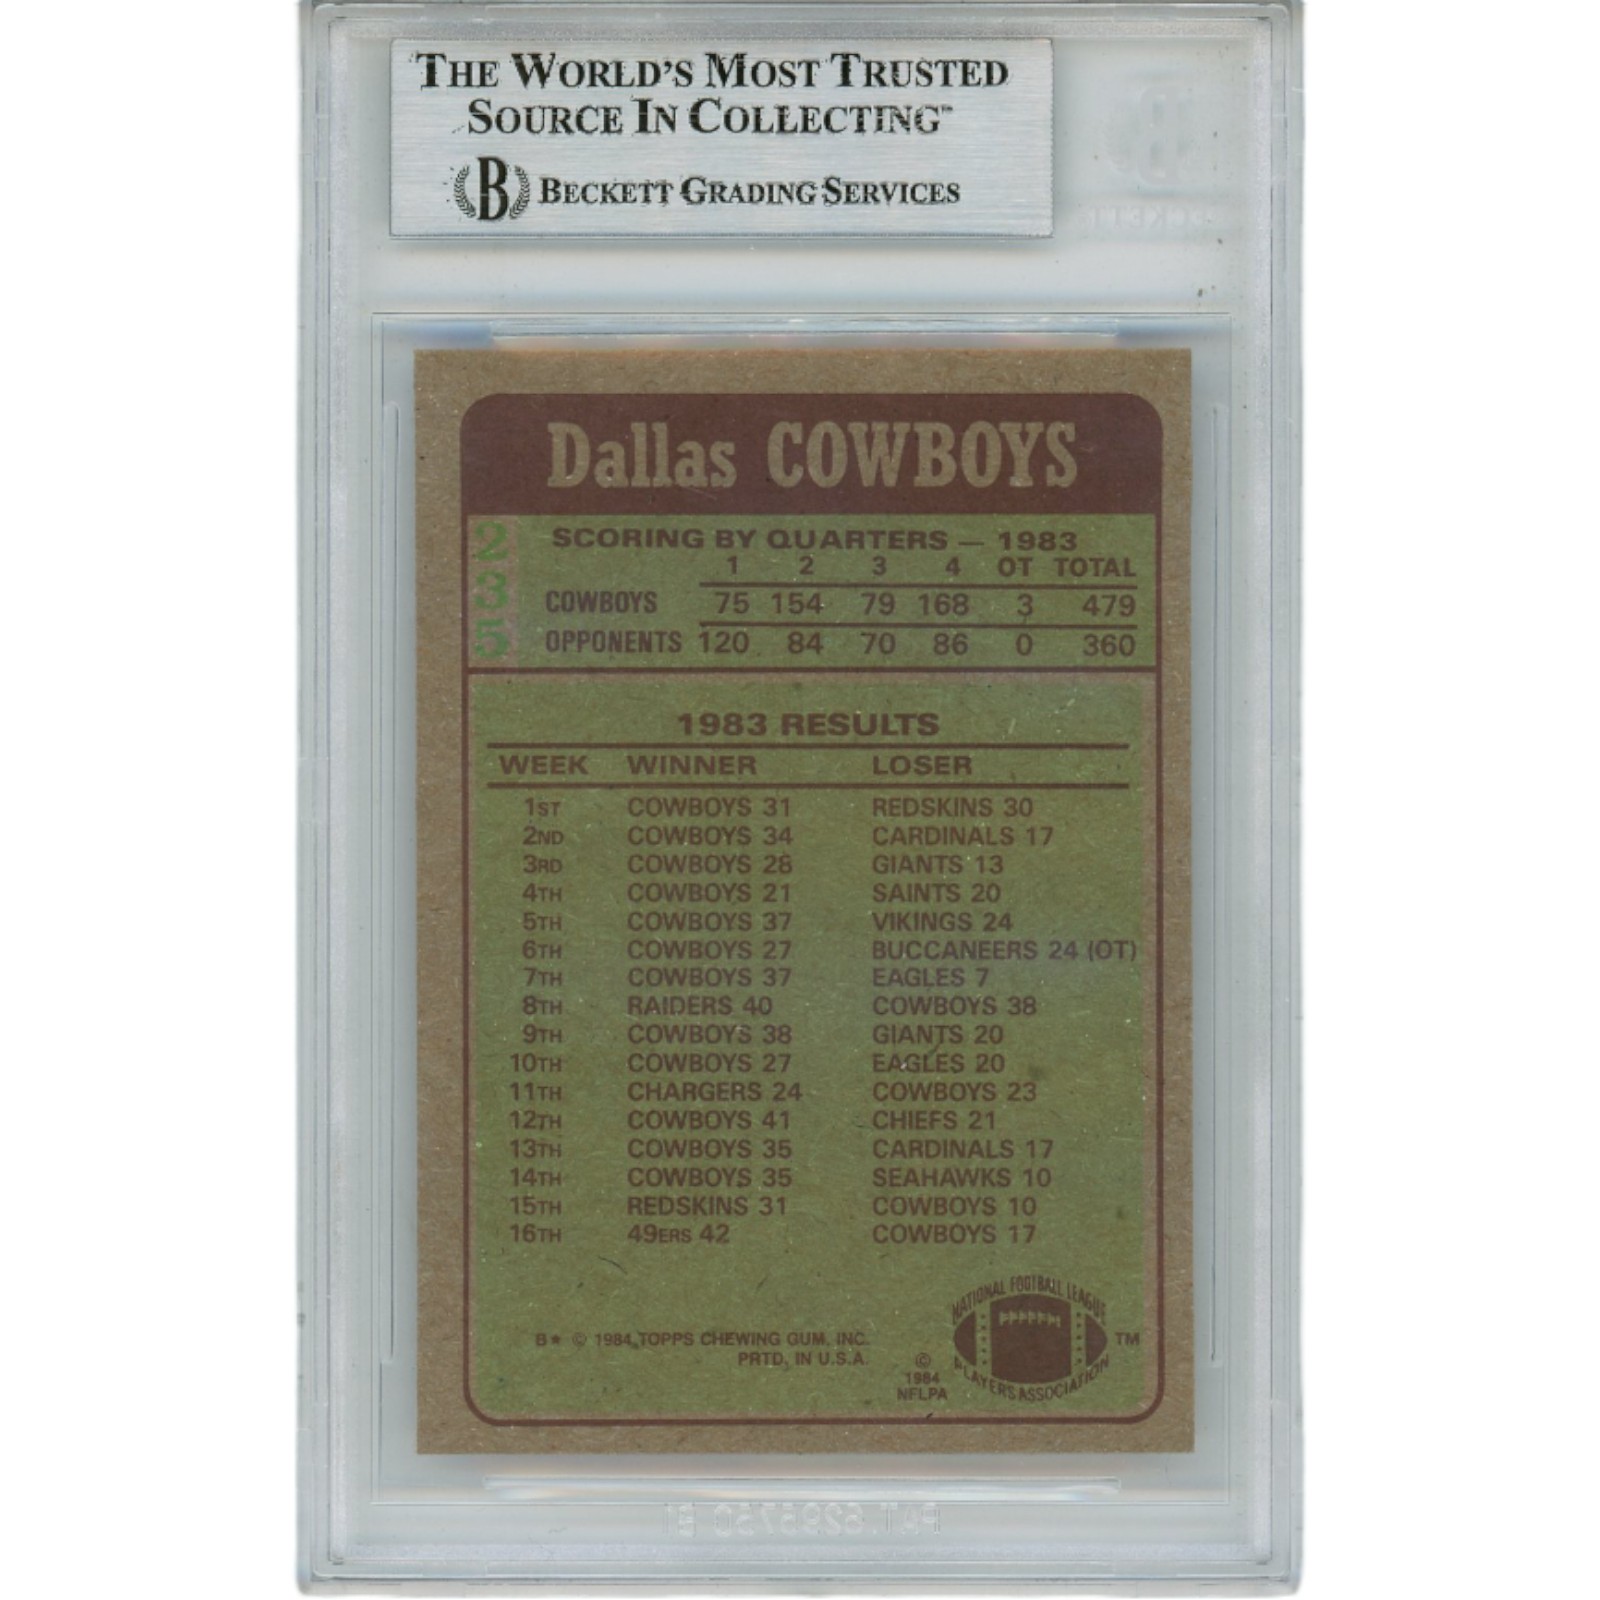 THE WORLD'S MOST TRUSTED
SOURCE IN COLLECTING™
B BECKETT GRADING SERVICES
Dallas COWBOYS
235
SCORING BY QUARTERS — 1983
1 2 3 4 OT TOTAL
COWBOYS 75 154 79 168 3 479
OPPONENTS 120 84 70 86 0 360
1983 RESULTS
WEEK WINNER LOSER
1ST COWBOYS 31 REDSKINS 30
2ND COWBOYS 34 CARDINALS 17
3RD COWBOYS 28 GIANTS 13
4TH COWBOYS 21 SAINTS 20
5TH COWBOYS 37 VIKINGS 24
6TH COWBOYS 27 BUCCANEERS 24 (OT)
7TH COWBOYS 37 EAGLES 7
8TH RAIDERS 40 COWBOYS 38
9TH COWBOYS 38 GIANTS 20
10TH COWBOYS 27 EAGLES 20
11TH CHARGERS 24 COWBOYS 23
12TH COWBOYS 41 CHIEFS 21
13TH COWBOYS 35 CARDINALS 17
14TH COWBOYS 35 SEAHAWKS 10
15TH REDSKINS 31 COWBOYS 10
16TH 49ERS 42 COWBOYS 17
B★ © 1984 TOPPS CHEWING GUM, INC.
PRTD. IN U.S.A.
© 1984 NFLPA
NATIONAL FOOTBALL LEAGUE
PLAYERS ASSOCIATION ™
PAT. 6295750 B1